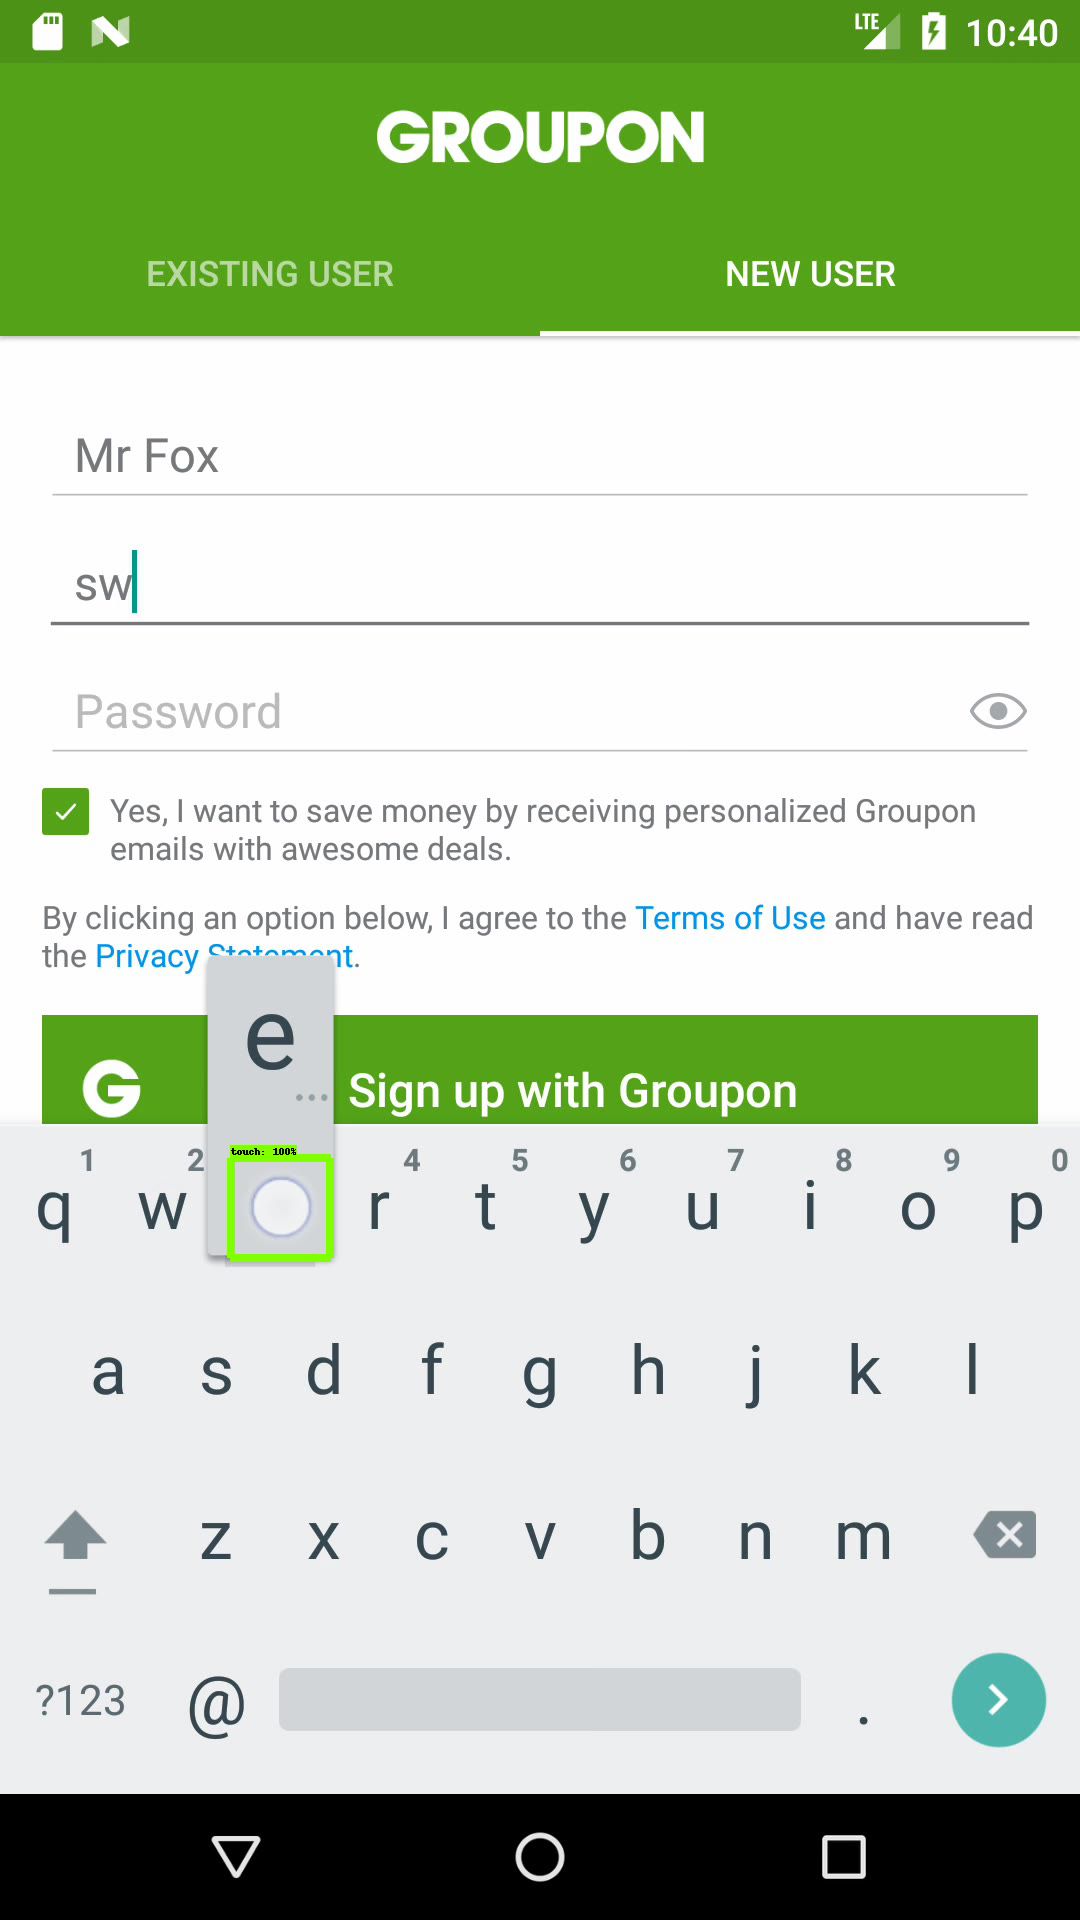 LTE 10:40
GROUPON
EXISTING USER NEW USER
Mr Fox
sw
Password
Yes, I want to save money by receiving personalized Groupon
emails with awesome deals.
By clicking an option below, I agree to the Terms of Use and have read
the Privacy Statement.
e
...
G Sign up with Groupon
touch: 100%
1 2 4 5 6 7 8 9 0
q w r t y u i o p
a s d f g h j k l
z x c v b n m
?123 @ .